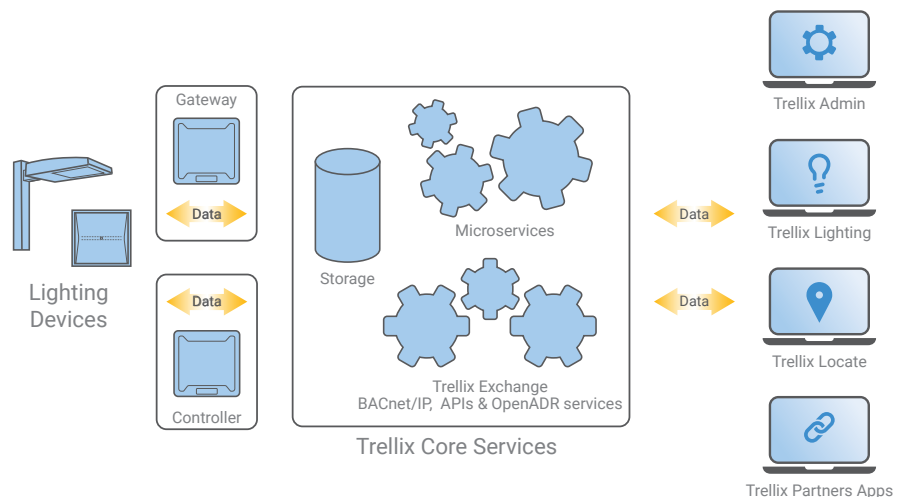 Gateway
Data
Lighting
Devices
Data
Controller
Storage
Microservices
Trellix Exchange
BACnet/IP, APIs & OpenADR services
Trellix Core Services
Data
Data
Trellix Admin
Trellix Lighting
Trellix Locate
Trellix Partners Apps